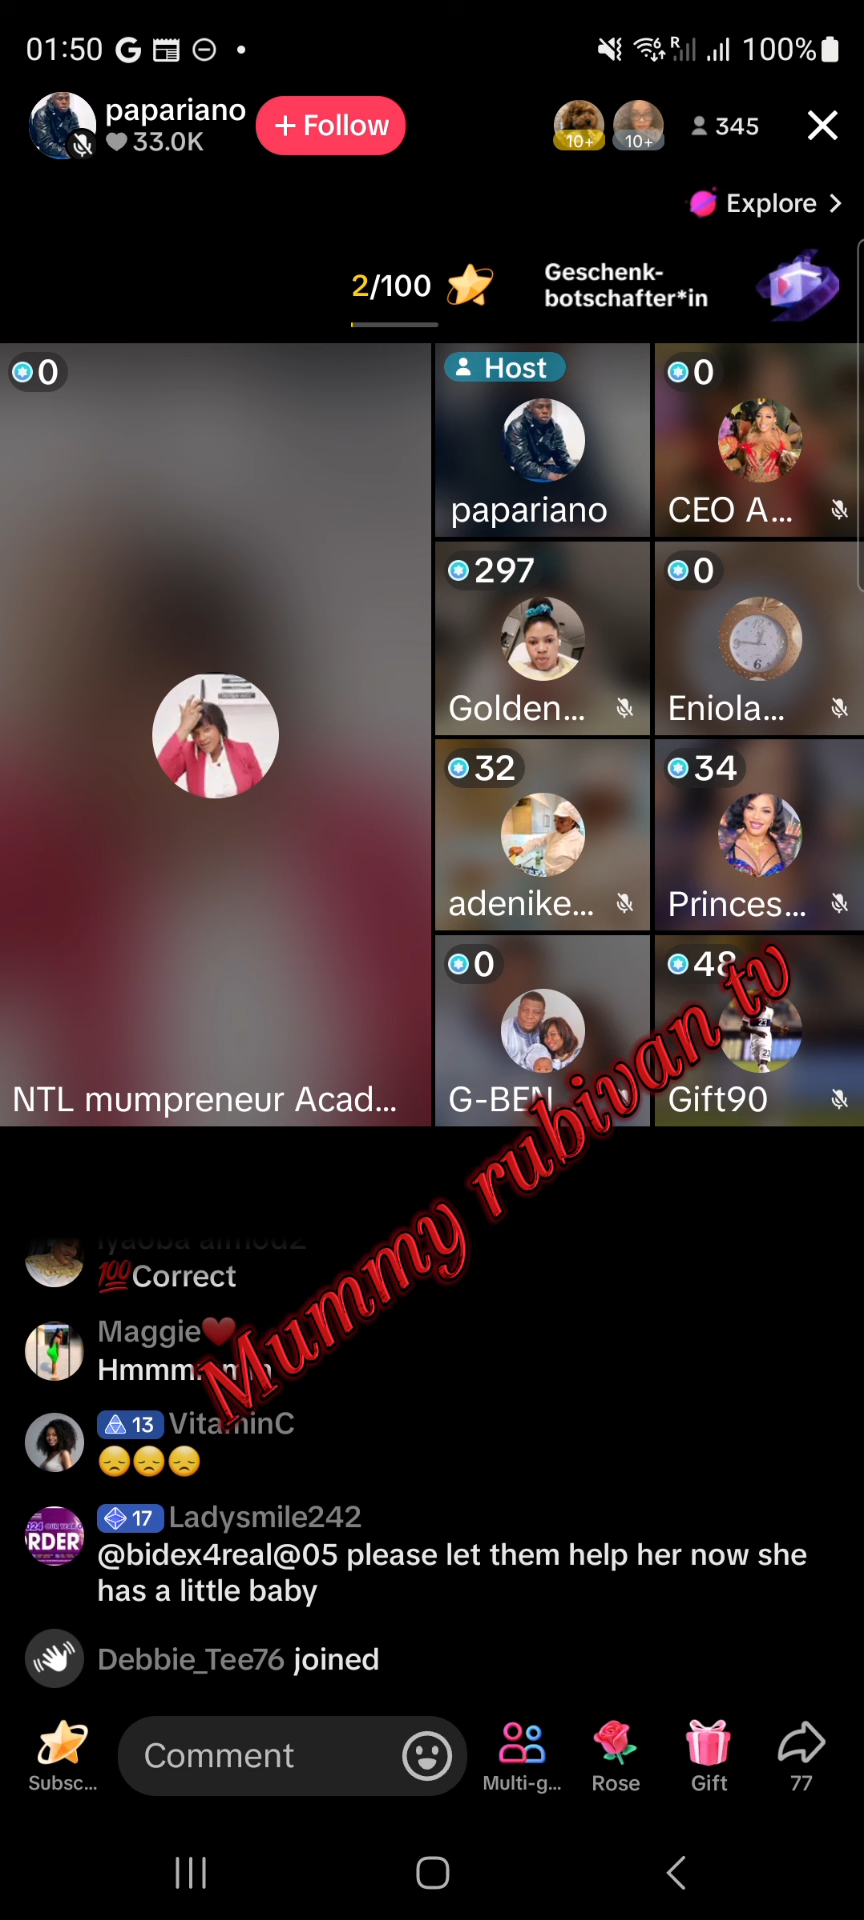 01:50
R
100%
papariano
33.0K
+ Follow
10+
10+
345
Explore
2/100
Geschenk-
botschafter*in
0
Host
papariano
0
CEO A...
297
Golden...
0
Eniola...
32
adenike...
34
Princes...
NTL mumpreneur Acad...
0
G-BEN
48
Gift90
Mummy rubivan tv
💯Correct
Maggie❤️
13 VitaminC
😞😞😞
17 Ladysmile242
@bidex4real@05 please let them help her now she
has a little baby
Debbie_Tee76 joined
Subsc...
Comment
Multi-g...
Rose
Gift
77